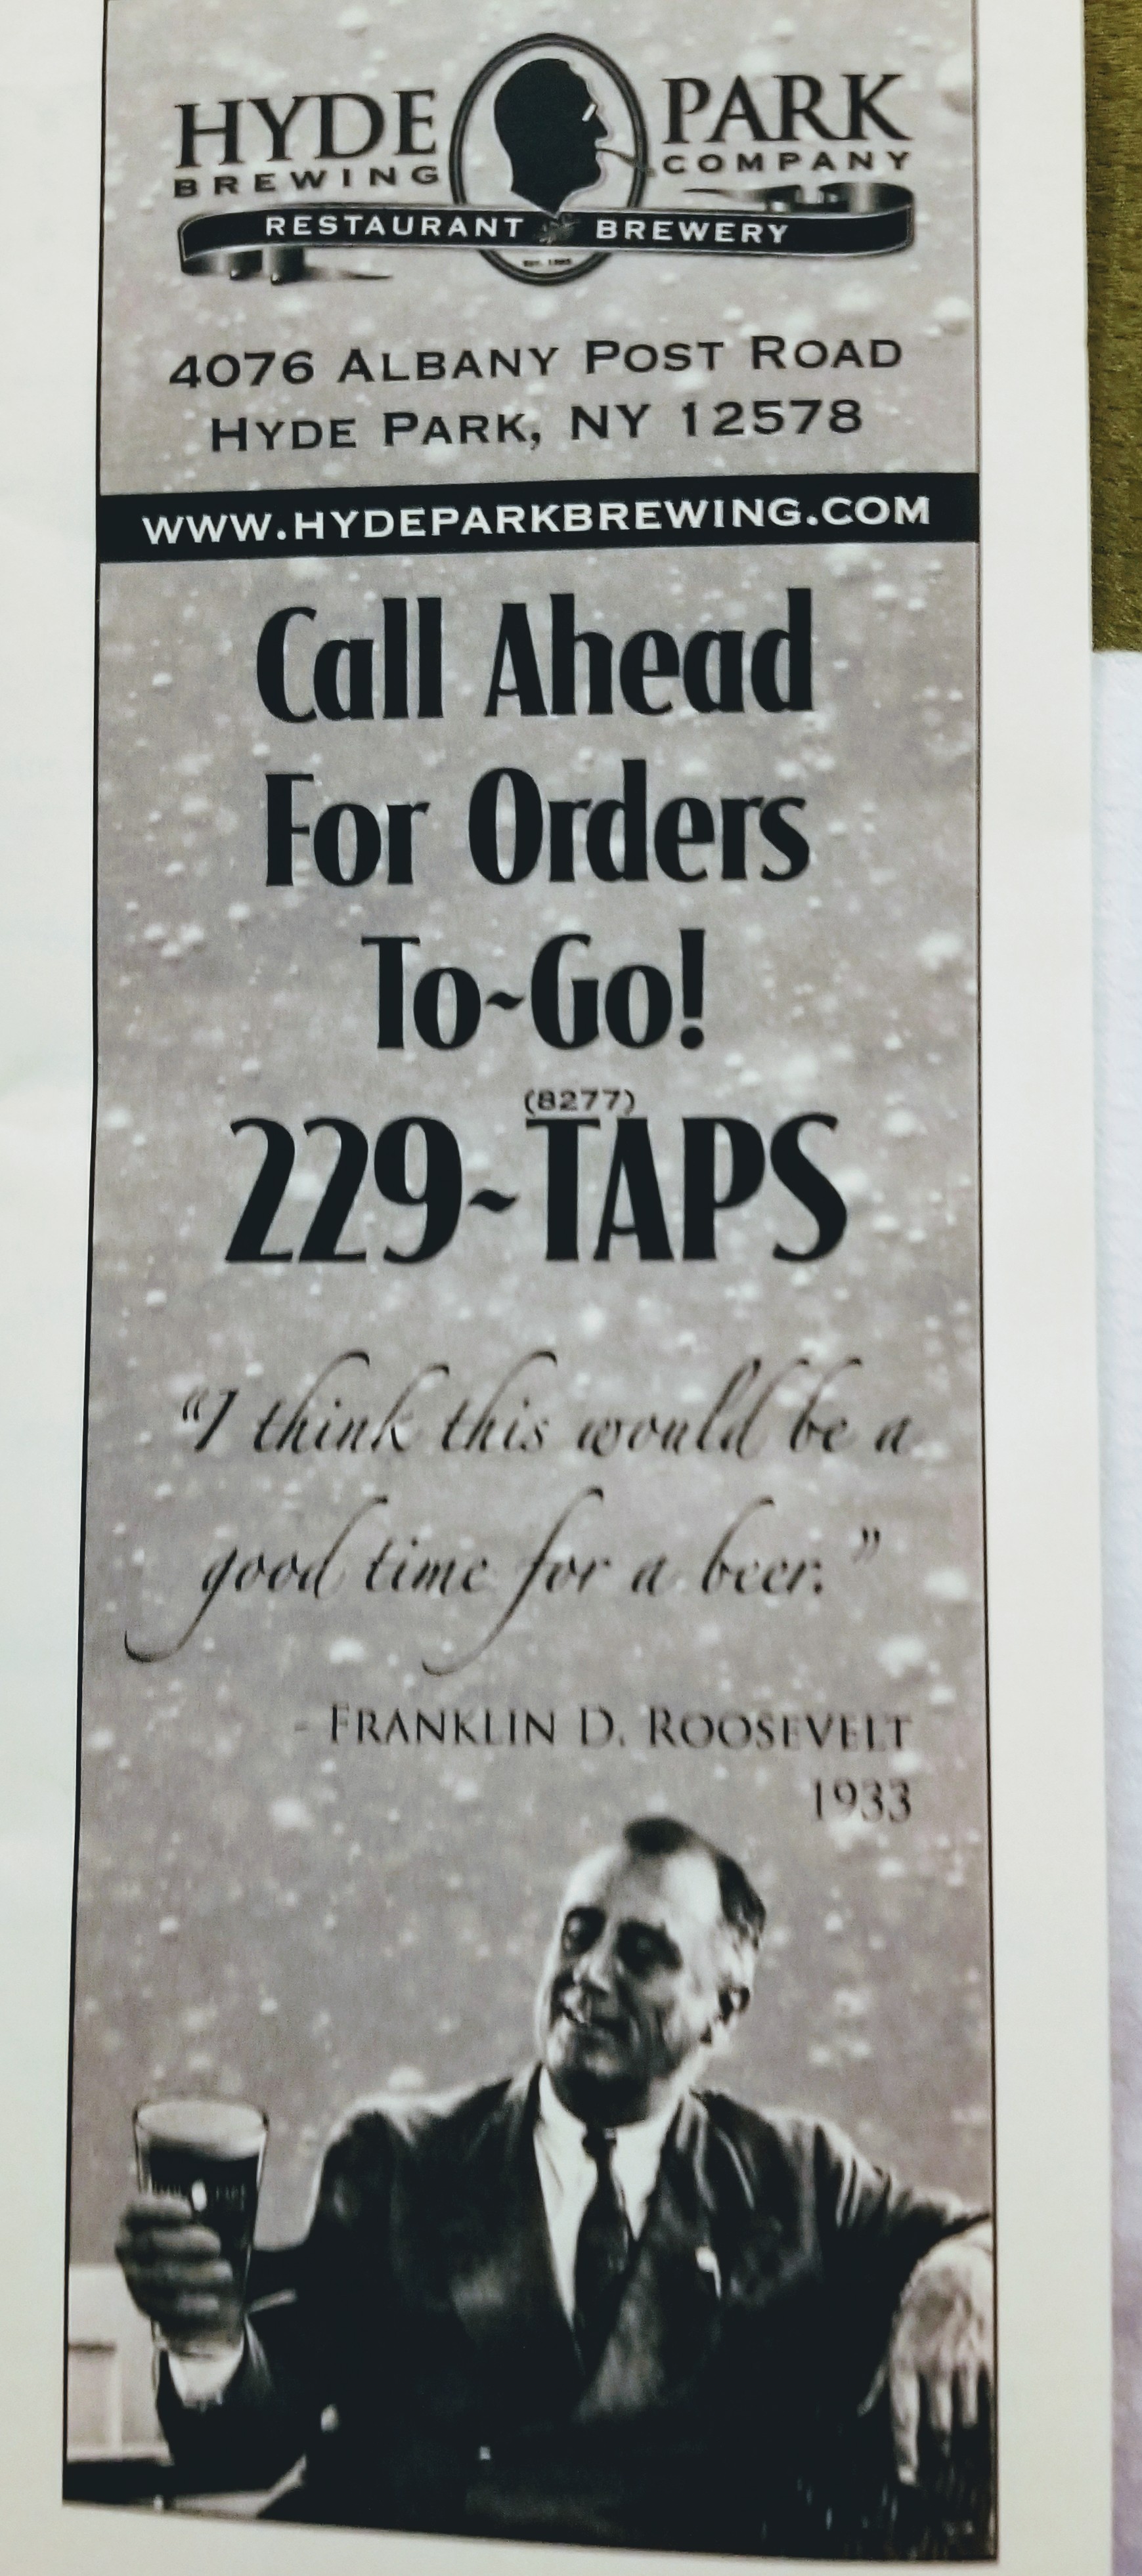 HYDE PARK
BREWING COMPANY
RESTAURANT BREWERY
4076 ALBANY POST ROAD
HYDE PARK, NY 12578
WWW.HYDEPARKBREWING.COM
Call Ahead
For Orders
To~Go!
(8277)
229~TAPS
“I think this would be a
good time for a beer.”
- FRANKLIN D. ROOSEVELT
1933